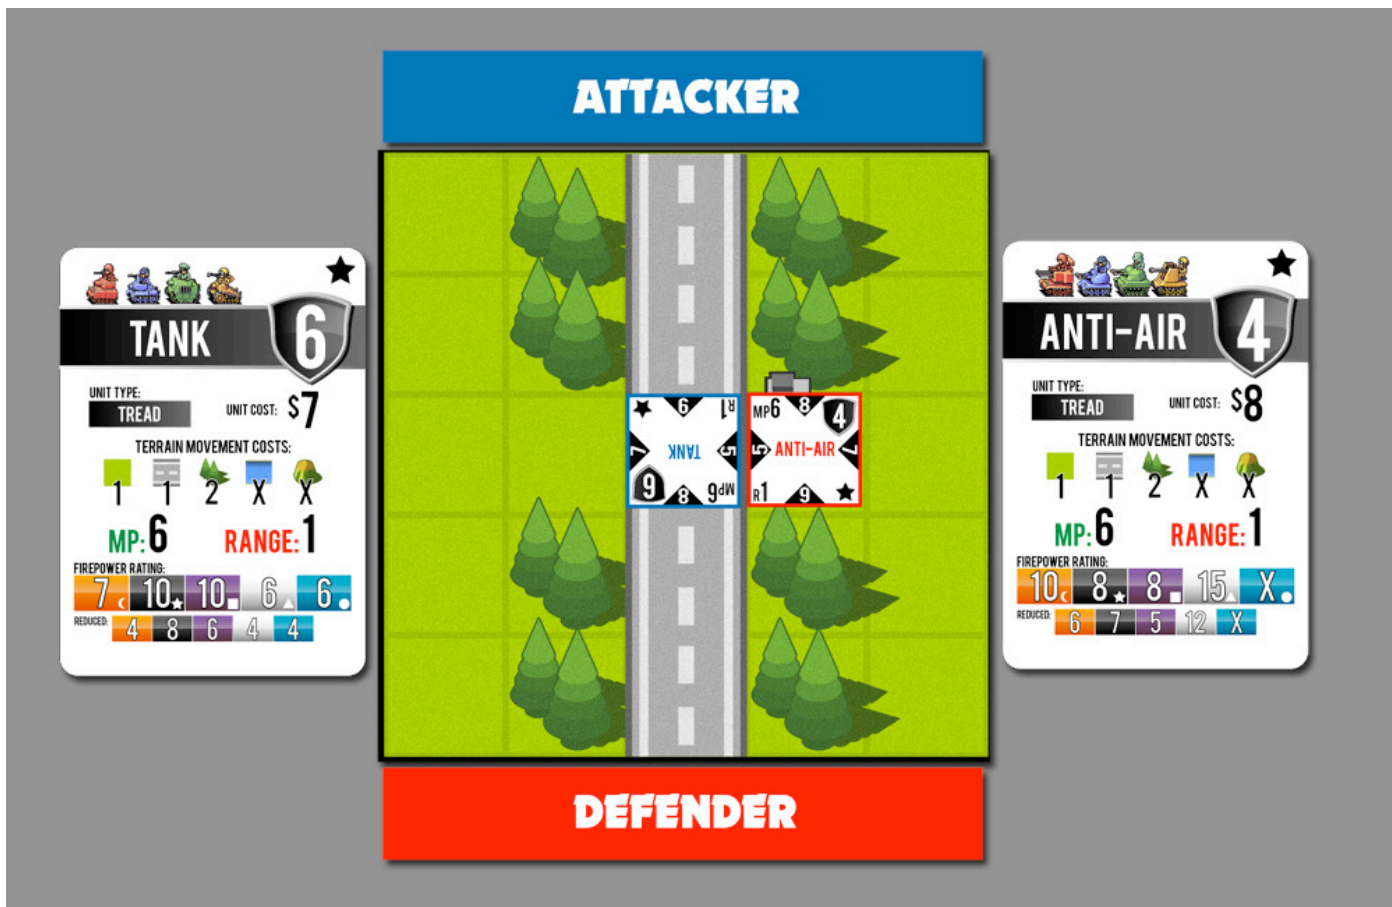 ATTACKER
TANK
6
UNIT TYPE:
TREAD
UNIT COST: $7
TERRAIN MOVEMENT COSTS:
1 1 2 X X
MP: 6 RANGE: 1
FIREPOWER RATING:
7 10 10 6 6
REDUCED: 4 8 6 4 4
R1
6
7
TANK
5
6
8
MP6
MP6
8
4
5
ANTI-AIR
7
R1
6
ANTI-AIR
4
UNIT TYPE:
TREAD
UNIT COST: $8
TERRAIN MOVEMENT COSTS:
1 1 2 X X
MP: 6 RANGE: 1
FIREPOWER RATING:
10 8 8 15 X
REDUCED: 6 7 5 12 X
DEFENDER